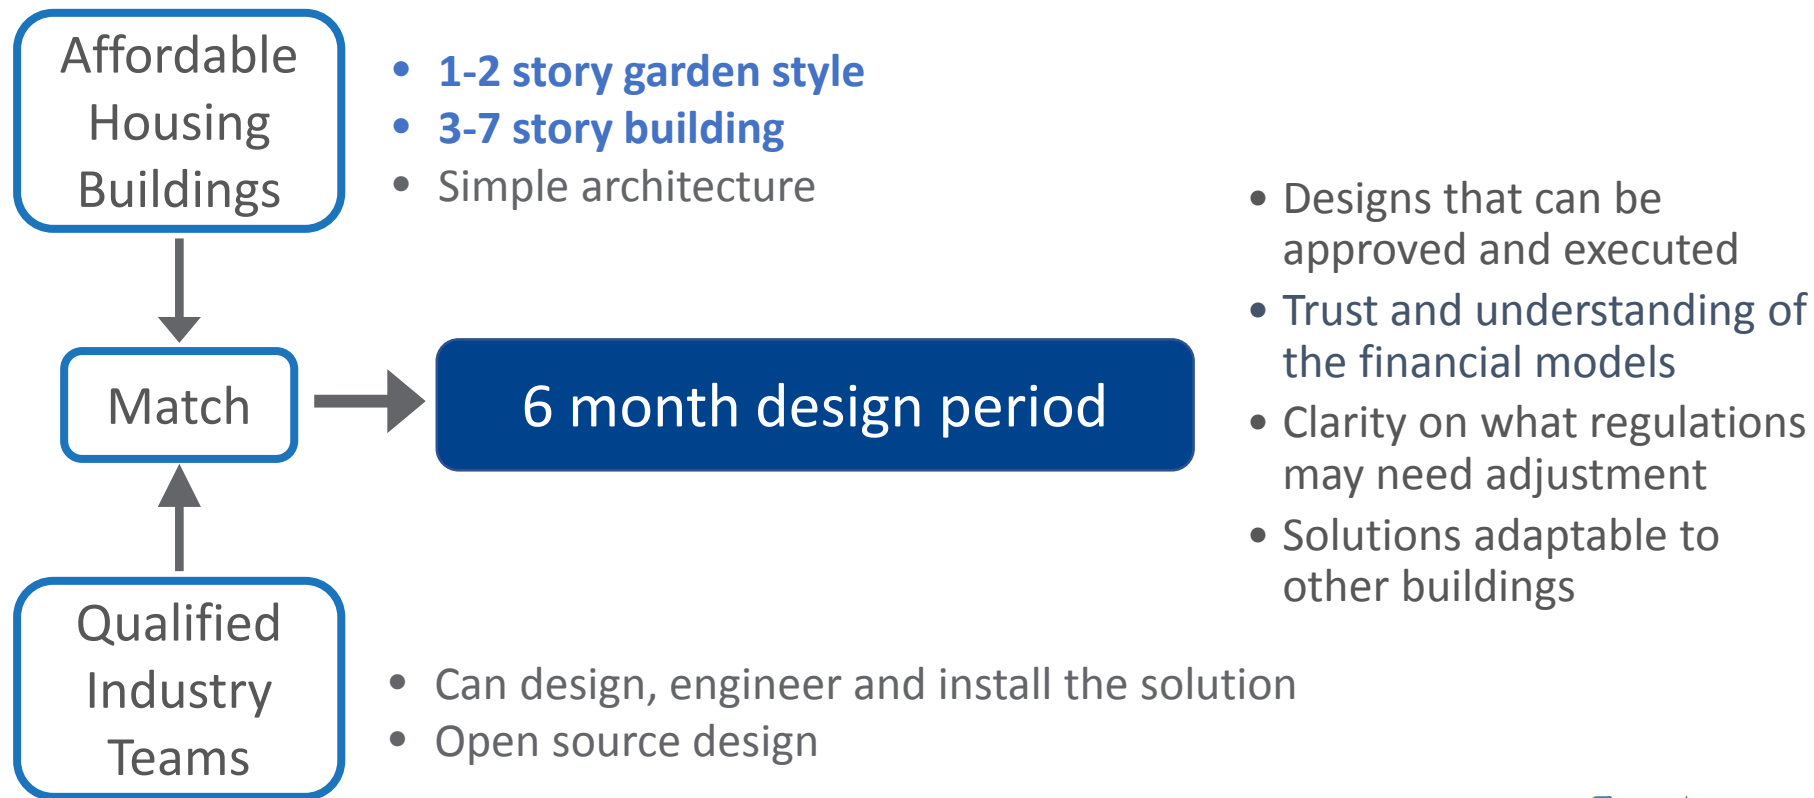 Affordable
Housing
Buildings
• 1-2 story garden style
• 3-7 story building
• Simple architecture
Match
6 month design period
• Designs that can be
approved and executed
• Trust and understanding of
the financial models
• Clarity on what regulations
may need adjustment
• Solutions adaptable to
other buildings
Qualified
Industry
Teams
• Can design, engineer and install the solution
• Open source design